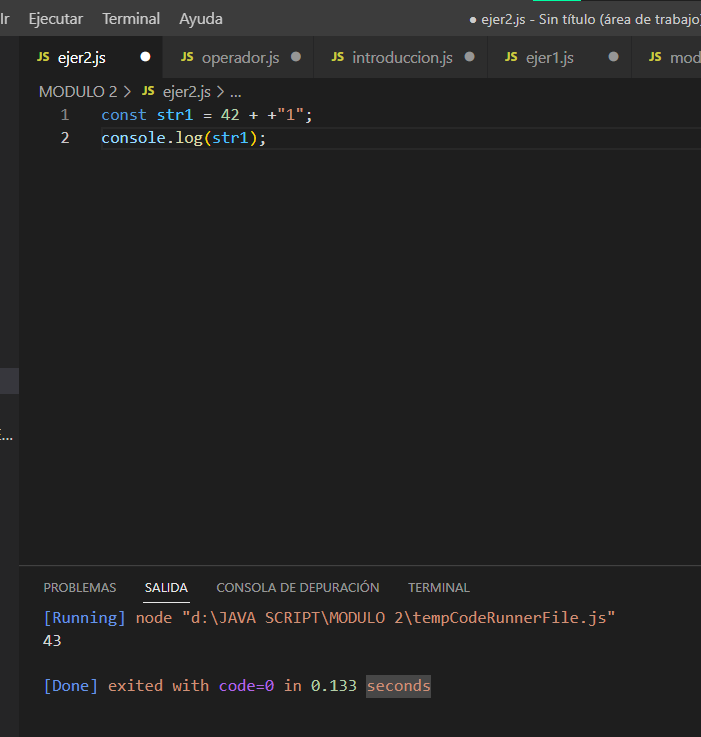 Ir Ejecutar Terminal Ayuda ● ejer2.js - Sin título (área de trabajo)
JS ejer2.js ● JS operador.js ● JS introduccion.js ● JS ejer1.js ● JS mod
MODULO 2 > JS ejer2.js > ...
1 const str1 = 42 + +"1";
2 console.log(str1);
E...
PROBLEMAS SALIDA CONSOLA DE DEPURACIÓN TERMINAL
[Running] node "d:\JAVA SCRIPT\MODULO 2\tempCodeRunnerFile.js"
43
[Done] exited with code=0 in 0.133 seconds